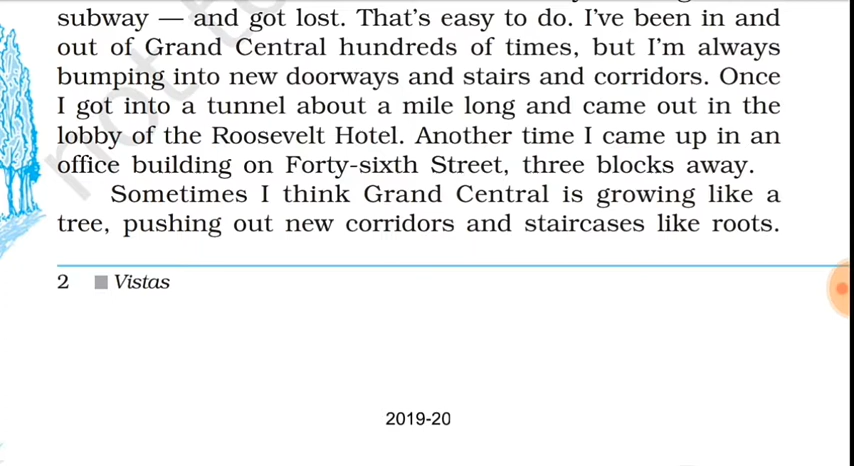 subway — and got lost. That's easy to do. I've been in and
out of Grand Central hundreds of times, but I'm always
bumping into new doorways and stairs and corridors. Once
I got into a tunnel about a mile long and came out in the
lobby of the Roosevelt Hotel. Another time I came up in an
office building on Forty-sixth Street, three blocks away.
Sometimes I think Grand Central is growing like a
tree, pushing out new corridors and staircases like roots.
2 ■ Vistas
2019-20